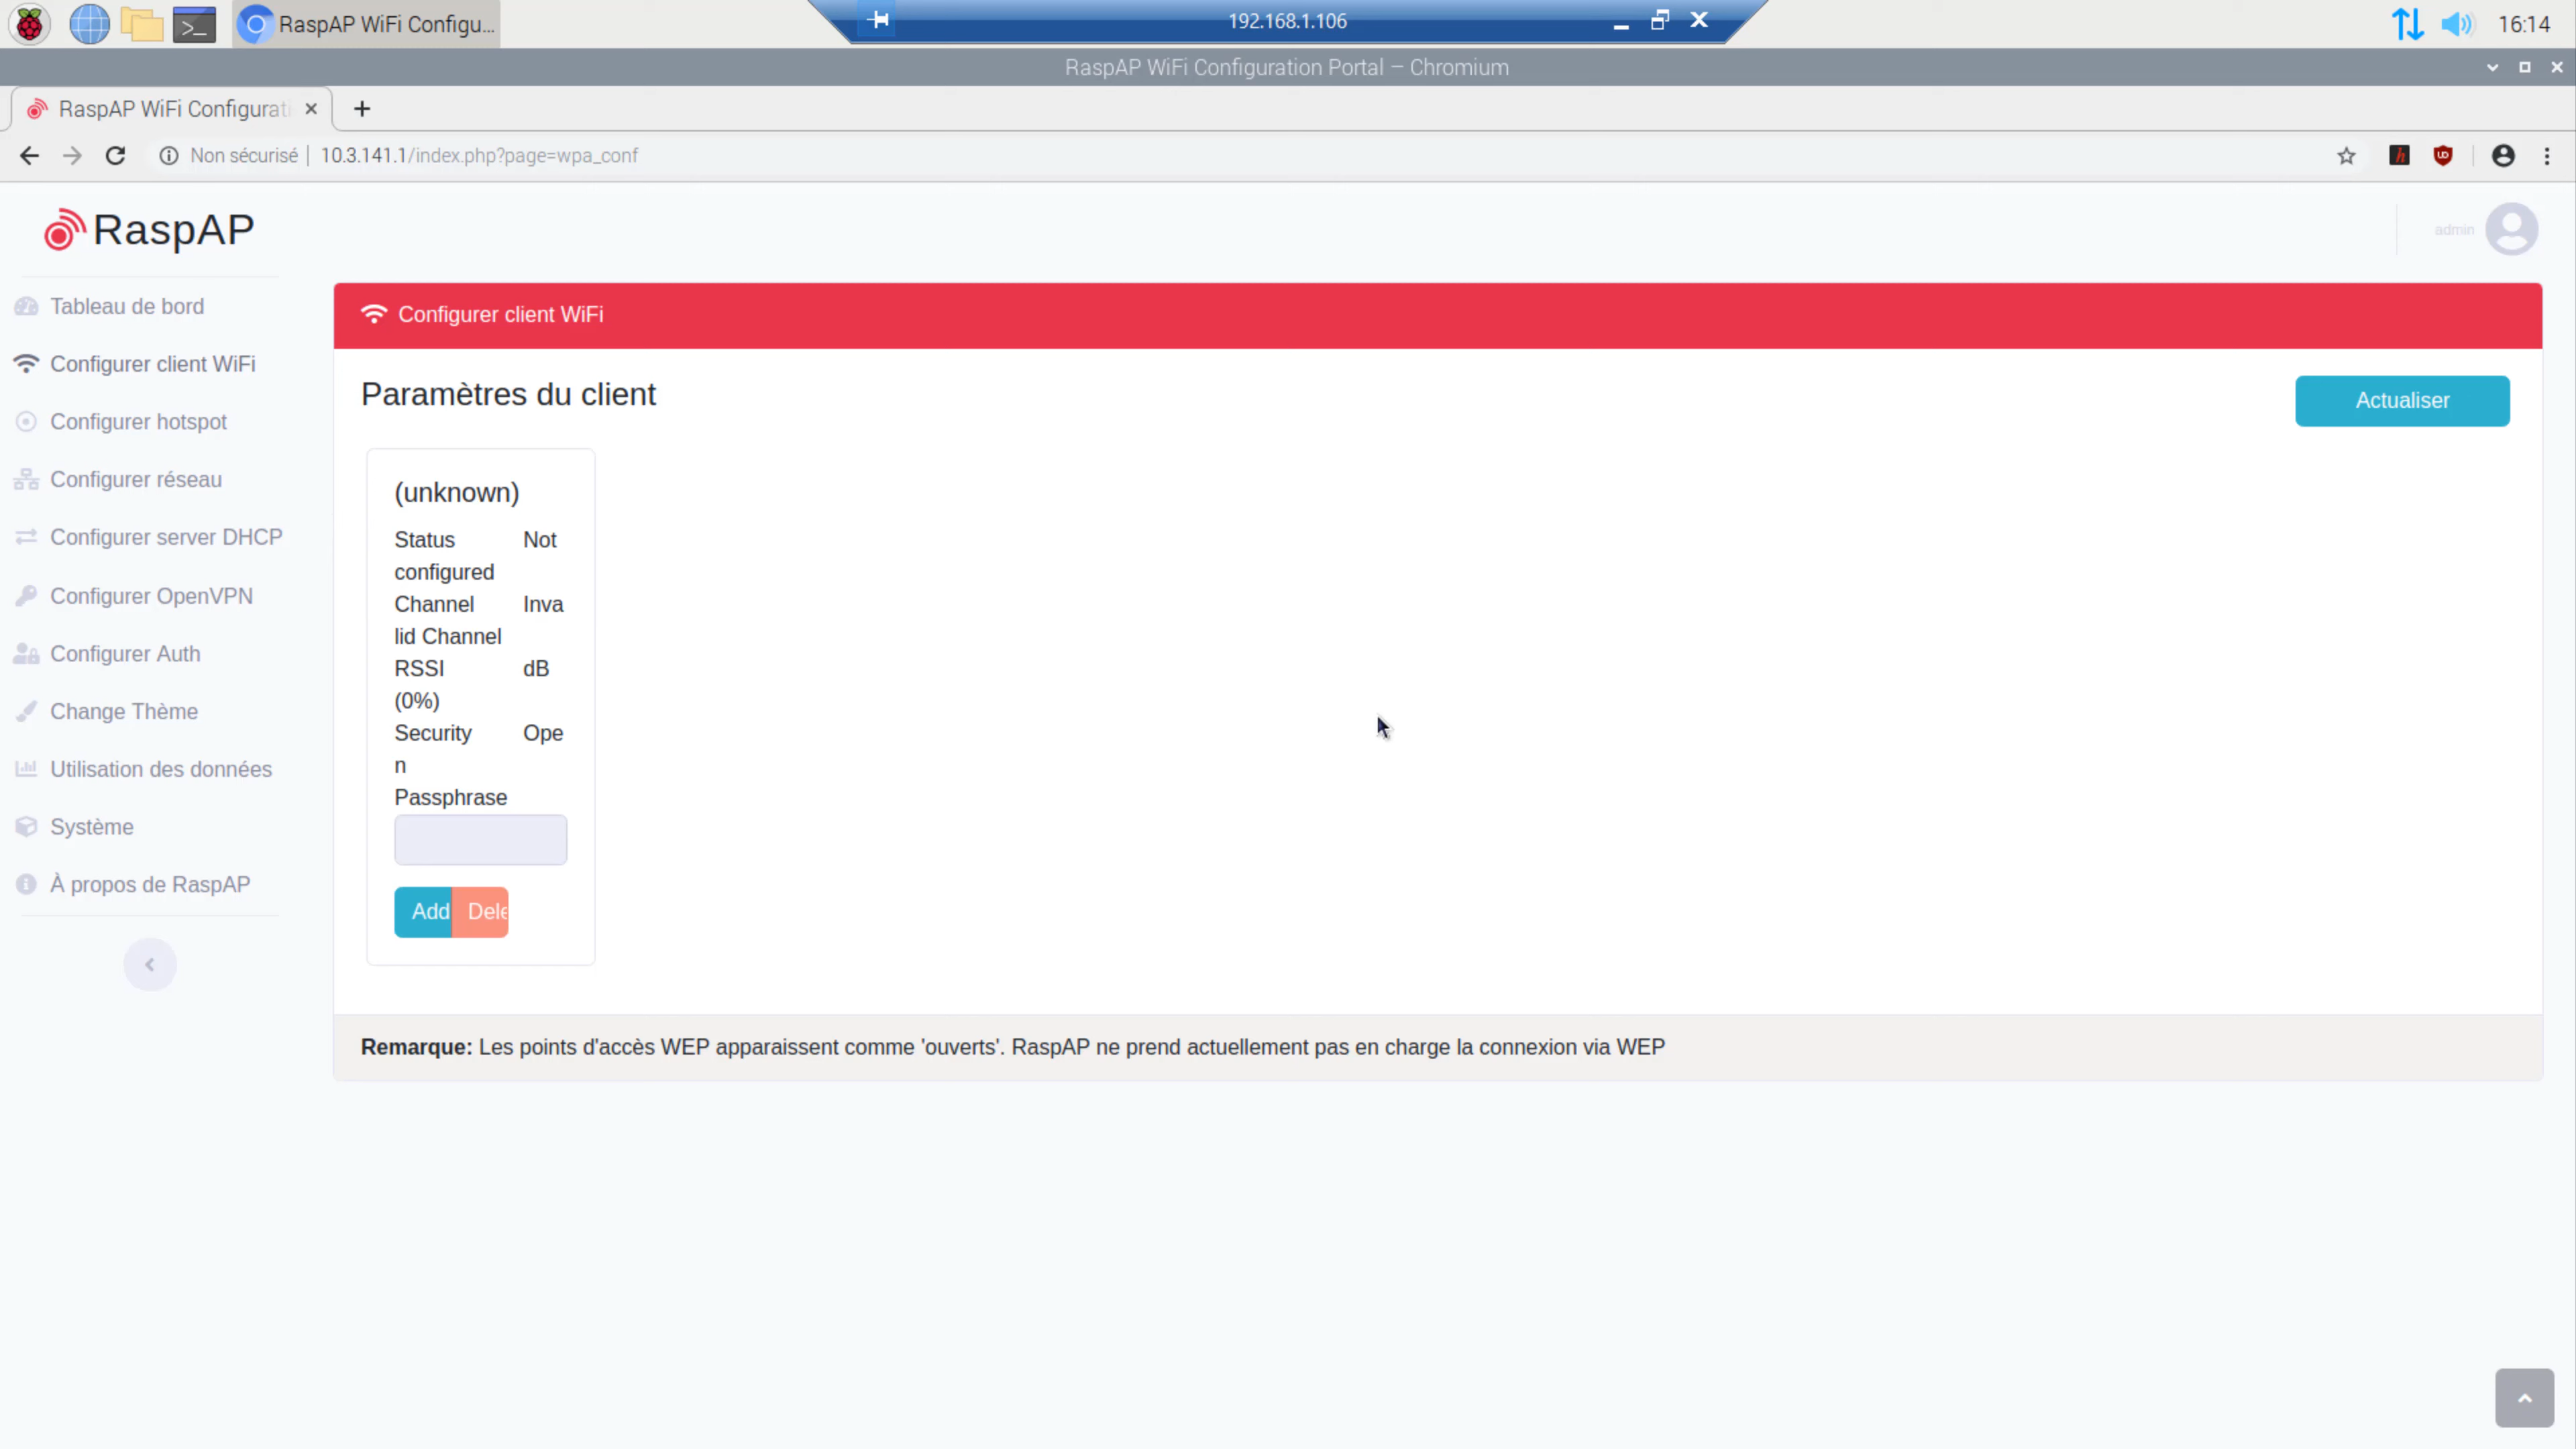 RaspAP WiFi Configu...
192.168.1.106
16:14
RaspAP WiFi Configuration Portal – Chromium
RaspAP WiFi Configurati
Non sécurisé | 10.3.141.1/index.php?page=wpa_conf
RaspAP
admin
Tableau de bord
Configurer client WiFi
Configurer hotspot
Configurer réseau
Configurer server DHCP
Configurer OpenVPN
Configurer Auth
Change Thème
Utilisation des données
Système
À propos de RaspAP
Configurer client WiFi
Paramètres du client
Actualiser
(unknown)
Status Not
configured
Channel Inva
lid Channel
RSSI dB
(0%)
Security Ope
n
Passphrase
Add Dele
Remarque: Les points d'accès WEP apparaissent comme 'ouverts'. RaspAP ne prend actuellement pas en charge la connexion via WEP